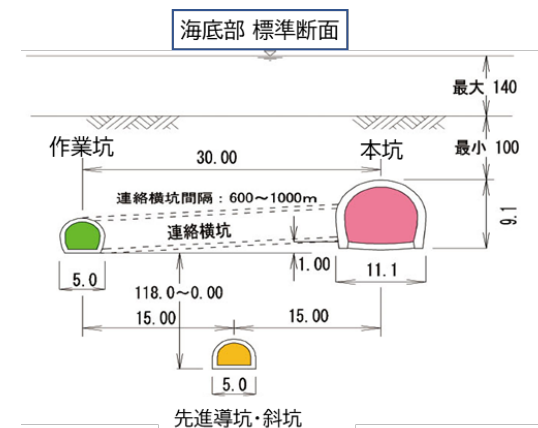 海底部 標準断面
最大 140
作業坑
本坑
最小 100
30.00
連絡横坑間隔：600～1000m
連絡横坑
9.1
1.00
11.1
5.0
118.0～0.00
15.00
15.00
5.0
先進導坑・斜坑